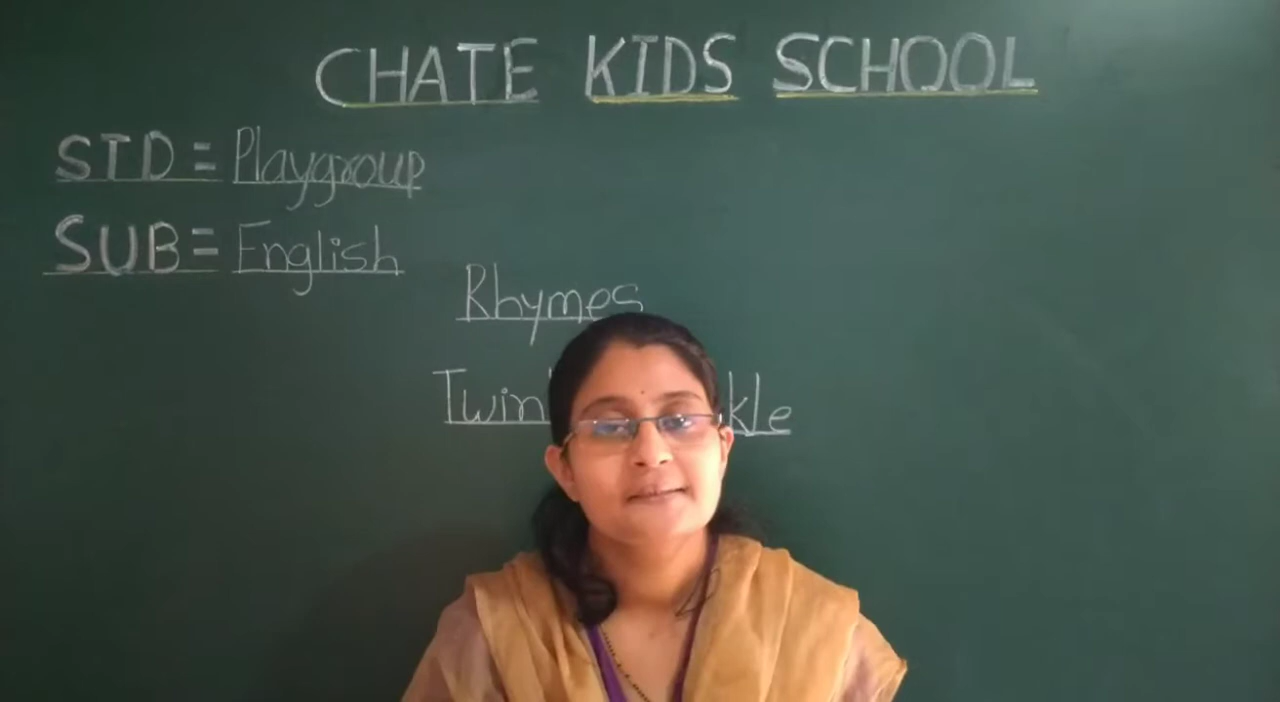 CHATE KIDS SCHOOL
STD = Playgroup
SUB = English
Rhymes